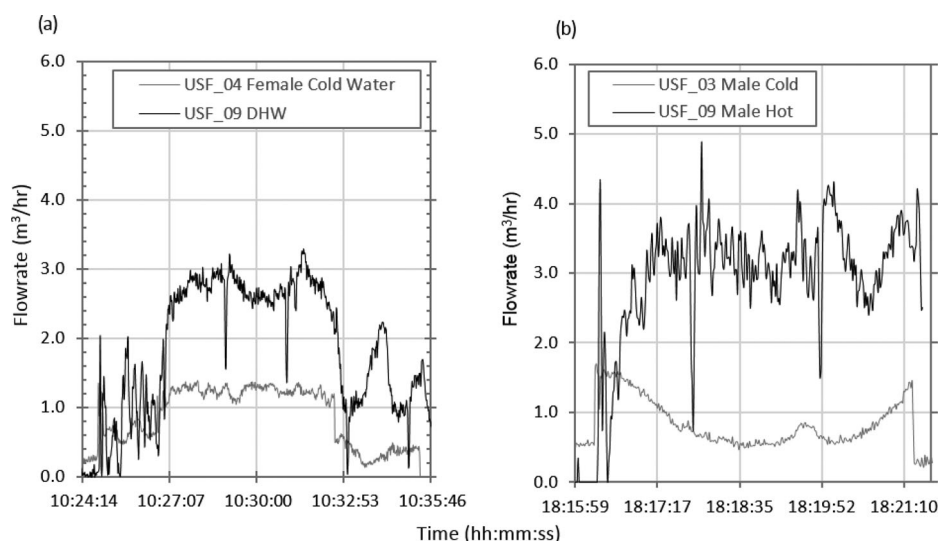 (a)
6.0
5.0
4.0
3.0
2.0
1.0
0.0
Flowrate (m³/hr)
USF_04 Female Cold Water
USF_09 DHW
10:24:14 10:27:07 10:30:00 10:32:53 10:35:46
(b)
6.0
5.0
4.0
3.0
2.0
1.0
0.0
Flowrate (m³/hr)
USF_03 Male Cold
USF_09 Male Hot
18:15:59 18:17:17 18:18:35 18:19:52 18:21:10
Time (hh:mm:ss)